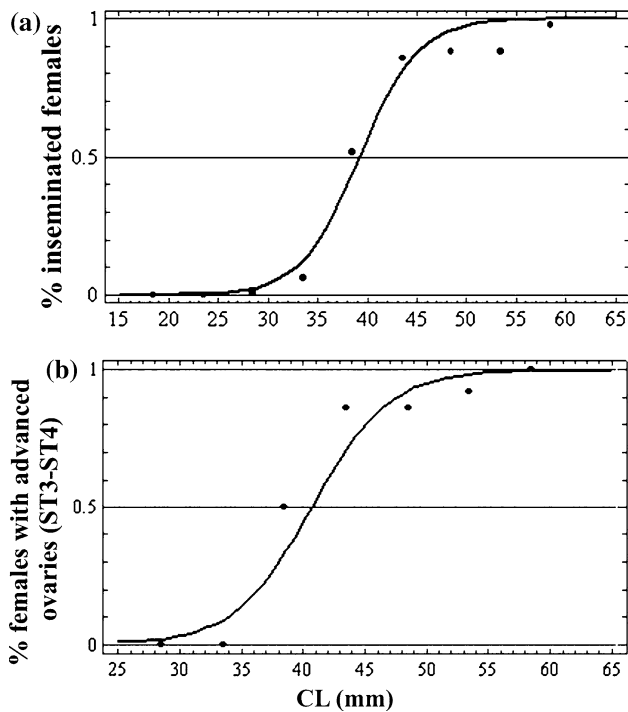 (a)
% inseminated females
1
0.5
0
15 20 25 30 35 40 45 50 55 60 65
(b)
% females with advanced
ovaries (ST3-ST4)
1
0.5
0
25 30 35 40 45 50 55 60 65
CL (mm)